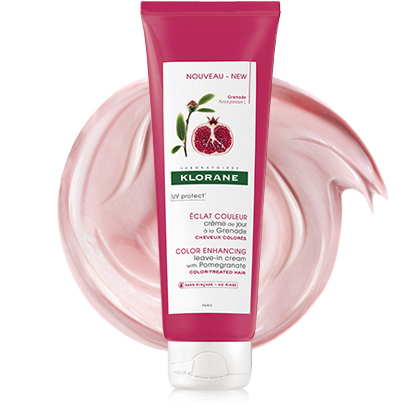 NOUVEAU - NEW
Grenade
Punica granatum L.
LABORATOIRES
KLORANE
UV protect*
ÉCLAT COULEUR
crème de jour
à la Grenade
CHEVEUX COLORÉS
COLOR ENHANCING
leave-in cream
with Pomegranate
COLOR-TREATED HAIR
SANS RINÇAGE - NO RINSE
PARIS